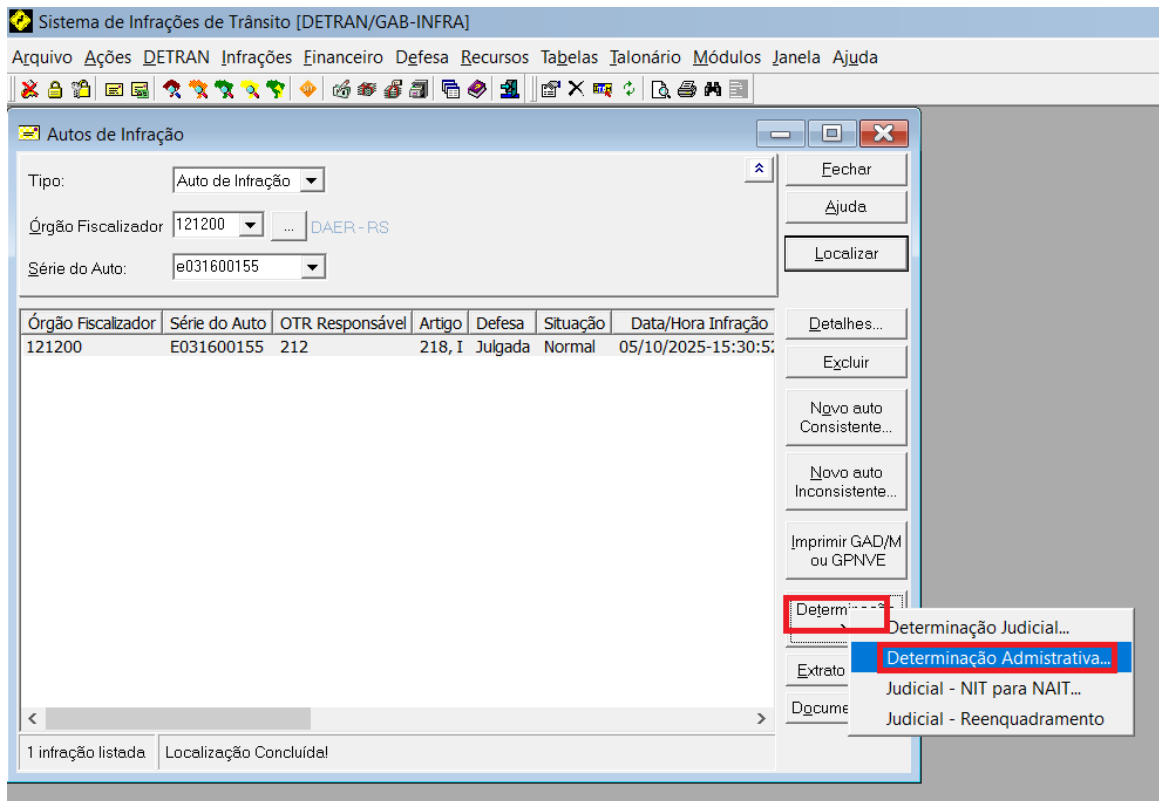 Sistema de Infrações de Trânsito [DETRAN/GAB-INFRA]
Arquivo Ações DETRAN Infrações Financeiro Defesa Recursos Tabelas Talonário Módulos Janela Ajuda
Autos de Infração
Tipo: Auto de Infração
Órgão Fiscalizador 121200 ... DAER-RS
Série do Auto: e031600155
Fechar
Ajuda
Localizar
Órgão Fiscalizador Série do Auto OTR Responsável Artigo Defesa Situação Data/Hora Infração
121200 E031600155 212 218, I Julgada Normal 05/10/2025-15:30:52
Detalhes...
Excluir
Novo auto
Consistente...
Novo auto
Inconsistente...
Imprimir GAD/M
ou GPNVE
Determinação
Determinação Judicial...
Determinação Admistrativa...
Judicial - NIT para NAIT...
Judicial - Reenquadramento
Extrato
Docume
1 infração listada Localização Concluída!